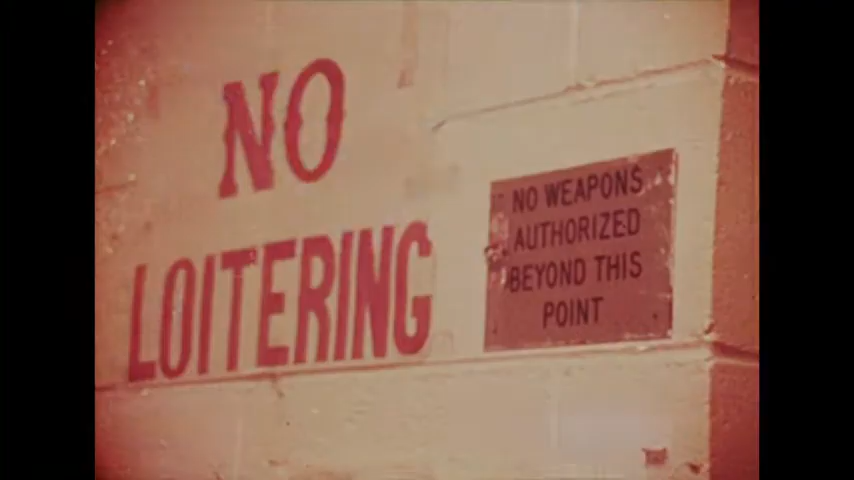 NO
LOITERING
NO WEAPONS
AUTHORIZED
BEYOND THIS
POINT